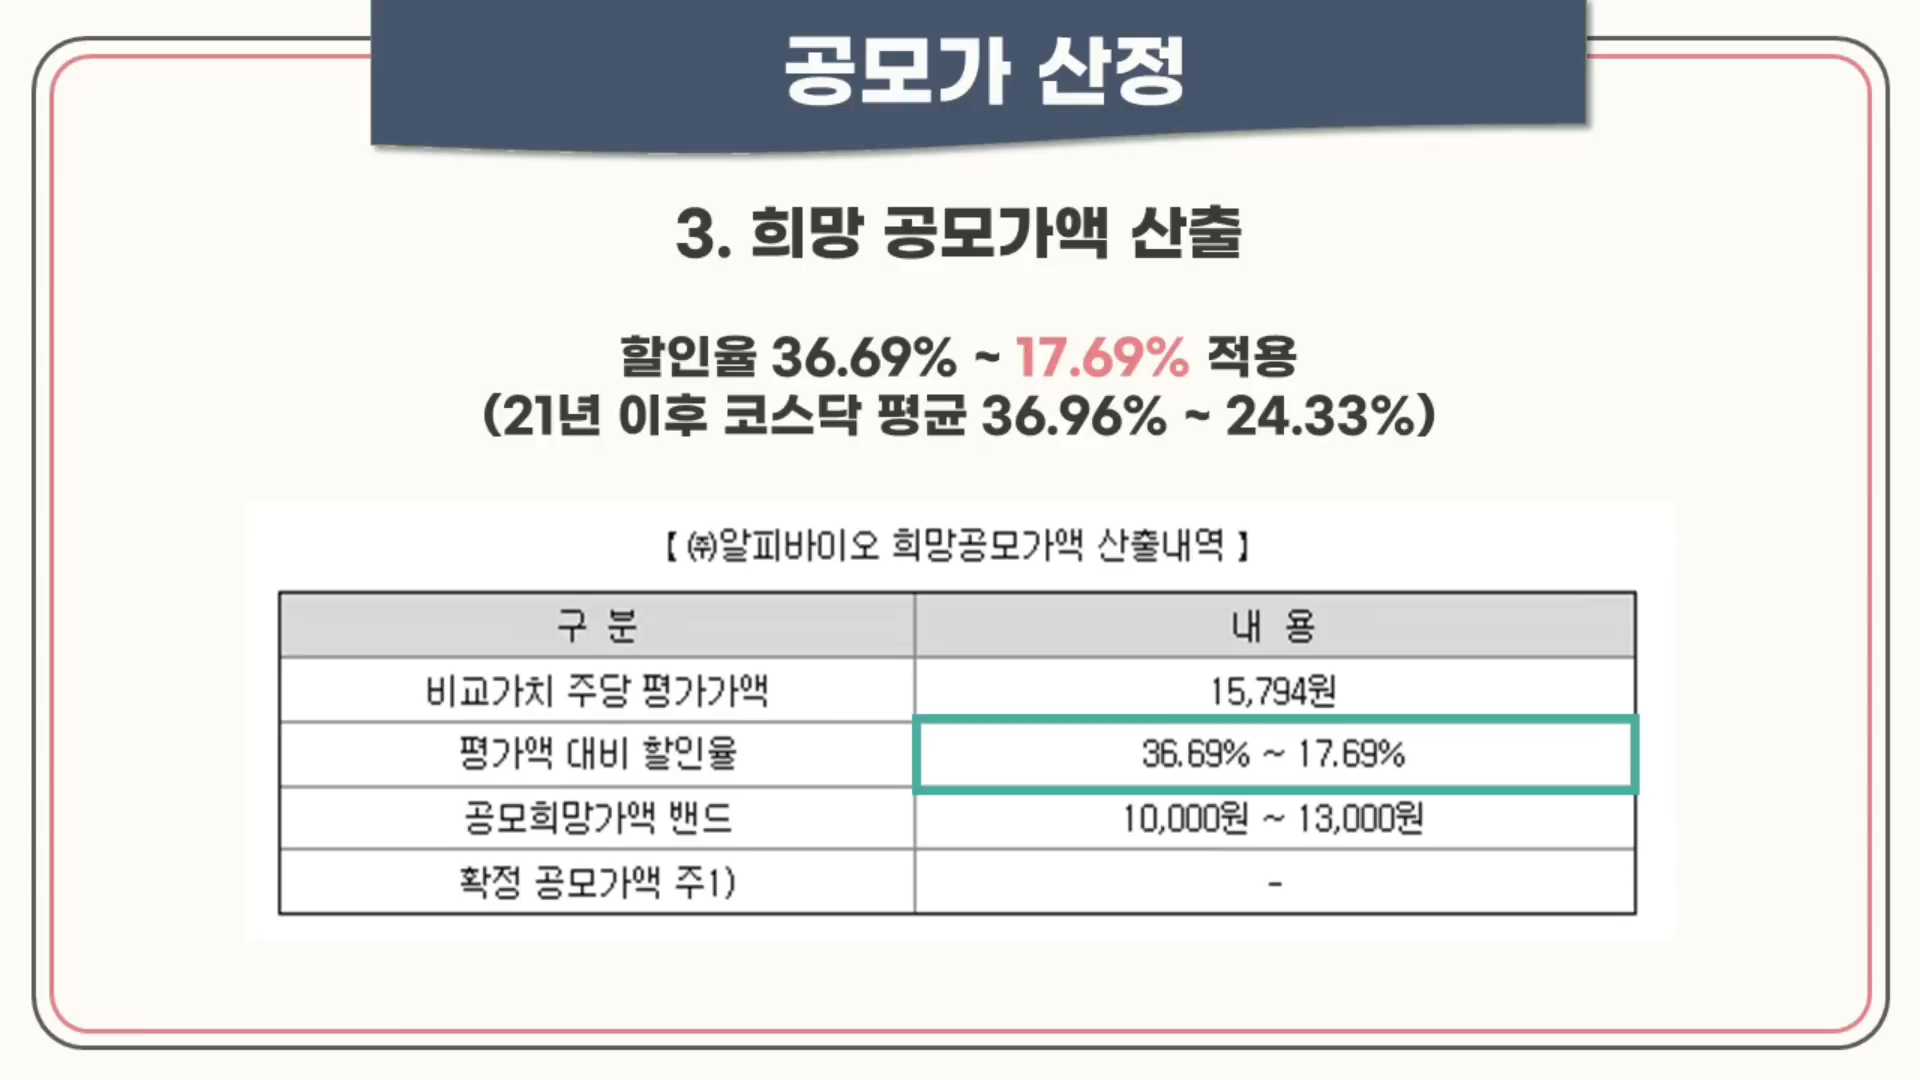 공모가 산정
3. 희망 공모가액 산출
할인율 36.69% ~ 17.69% 적용
(21년 이후 코스닥 평균 36.96% ~ 24.33%)
【 ㈜알피바이오 희망공모가액 산출내역 】
구 분 내 용
비교가치 주당 평가가액 15,794원
평가액 대비 할인율 36.69% ~ 17.69%
공모희망가액 밴드 10,000원 ~ 13,000원
확정 공모가액 주1) -